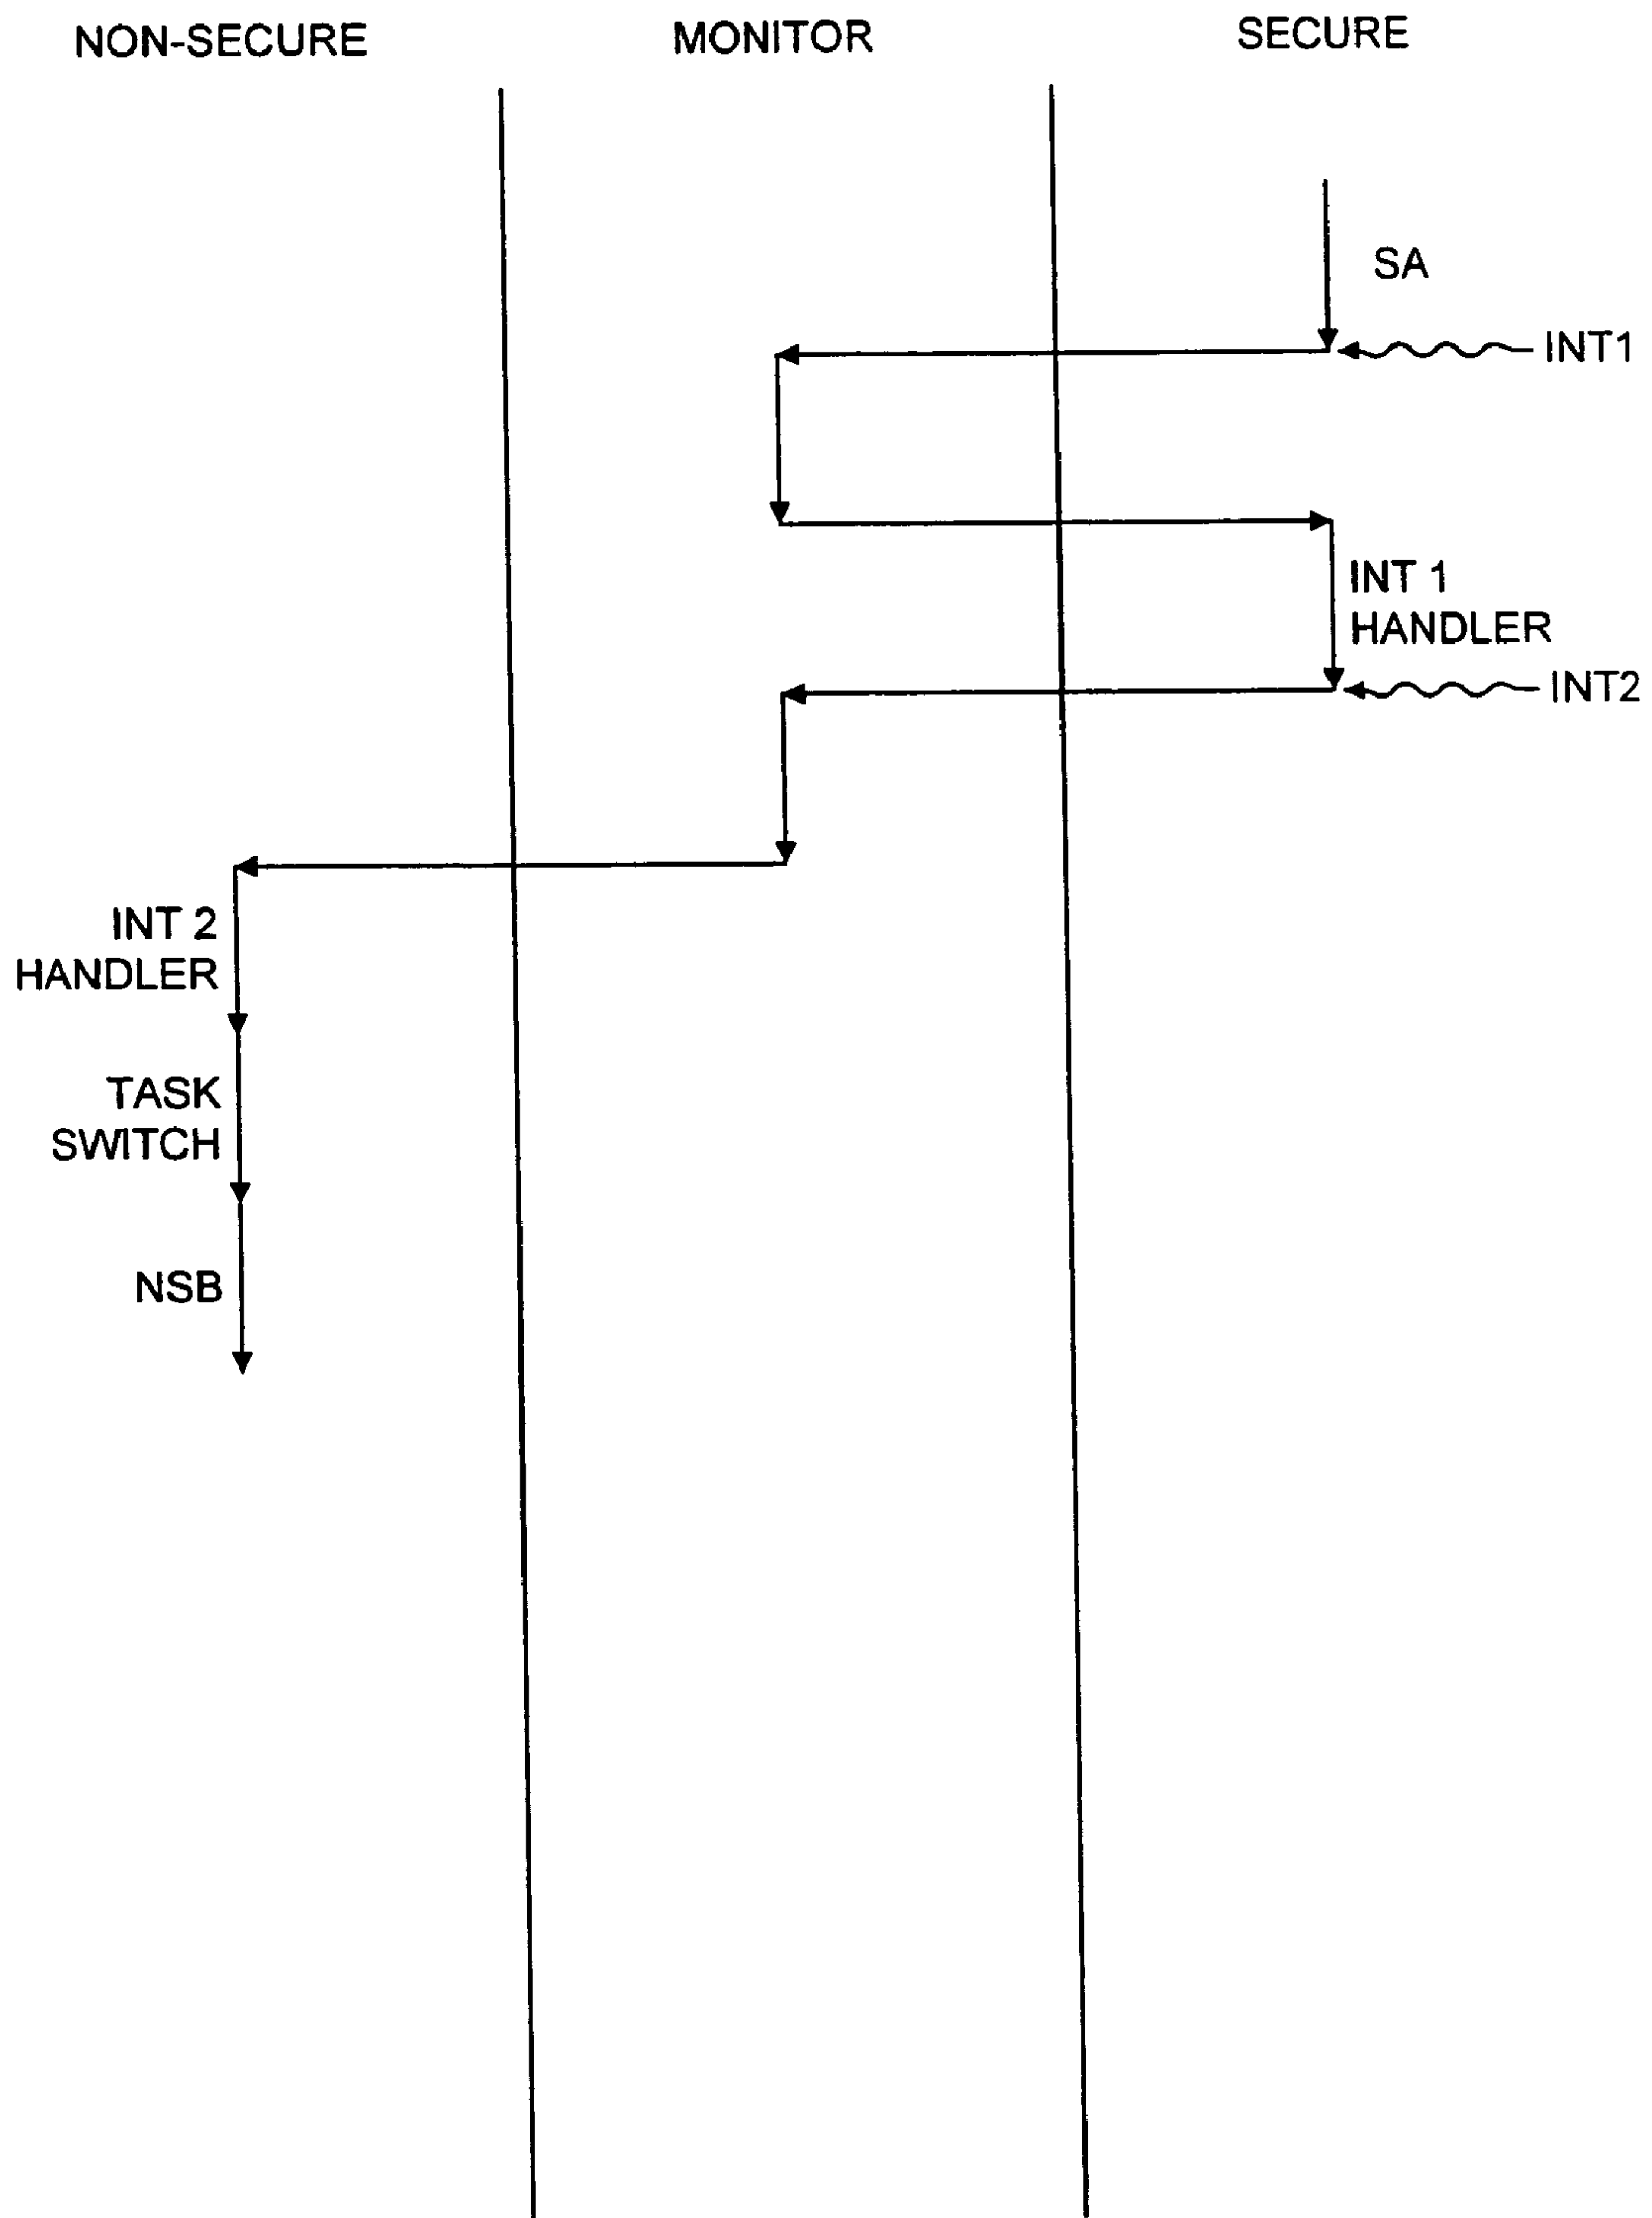 NON-SECURE
MONITOR
SECURE
SA
INT1
INT 1
HANDLER
INT2
INT 2
HANDLER
TASK
SWITCH
NSB